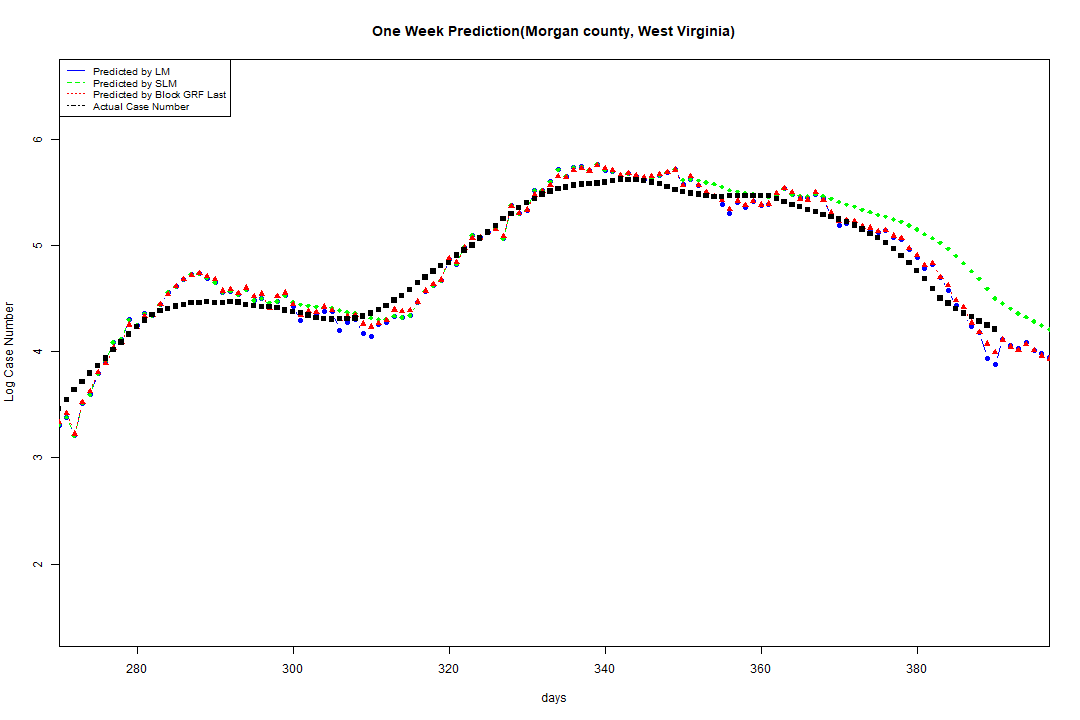 One Week Prediction(Morgan county, West Virginia)
Predicted by LM
Predicted by SLM
Predicted by Block GRF Last
Actual Case Number
6
5
4
3
2
Log Case Number
280
300
320
340
360
380
days